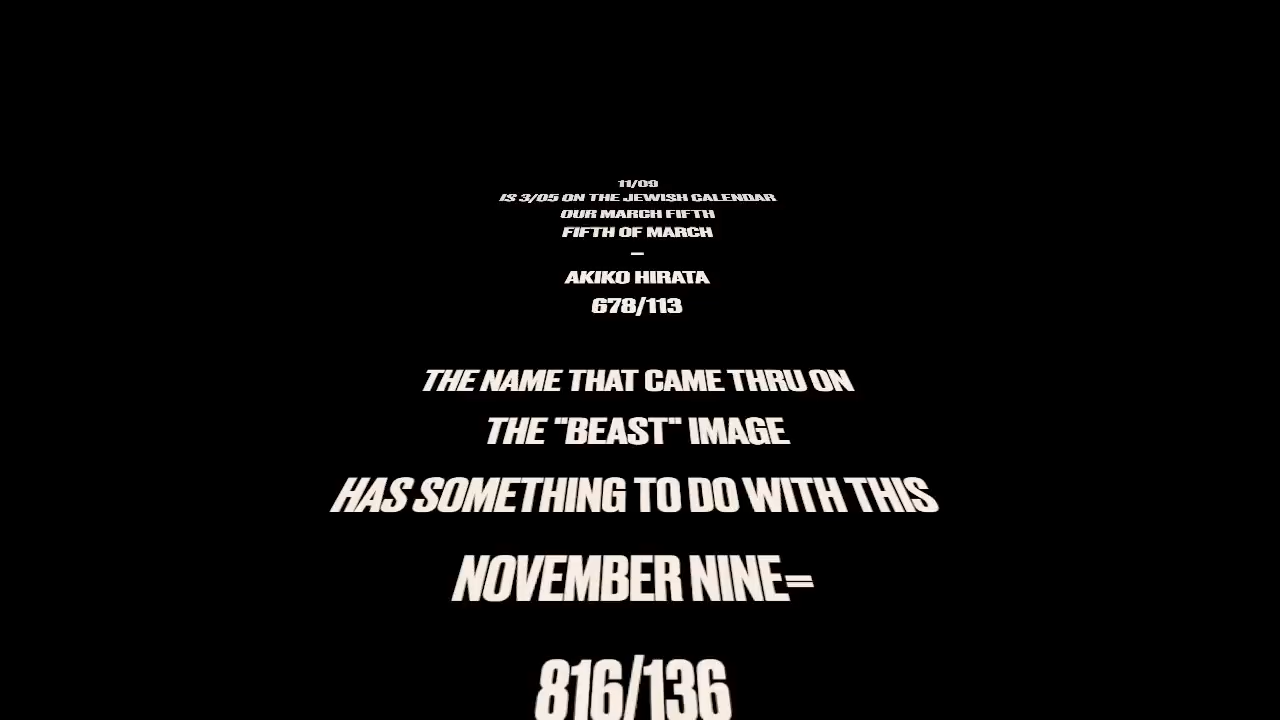 11/09
IS 3/05 ON THE JEWISH CALENDAR
OUR MARCH FIFTH
FIFTH OF MARCH
–
AKIKO HIRATA
678/113
THE NAME THAT CAME THRU ON
THE "BEAST" IMAGE
HAS SOMETHING TO DO WITH THIS
NOVEMBER NINE=
816/136